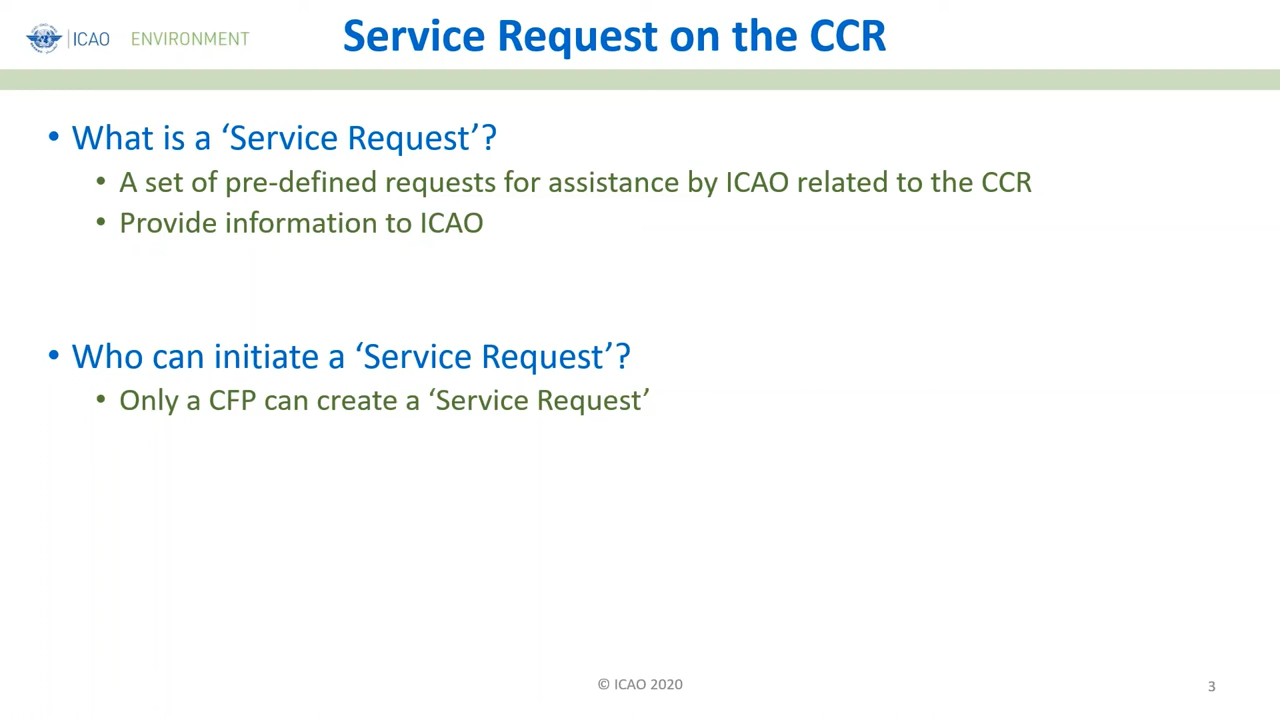 ICAO ENVIRONMENT
Service Request on the CCR
• What is a ‘Service Request’?
• A set of pre-defined requests for assistance by ICAO related to the CCR
• Provide information to ICAO
• Who can initiate a ‘Service Request’?
• Only a CFP can create a ‘Service Request’
© ICAO 2020
3